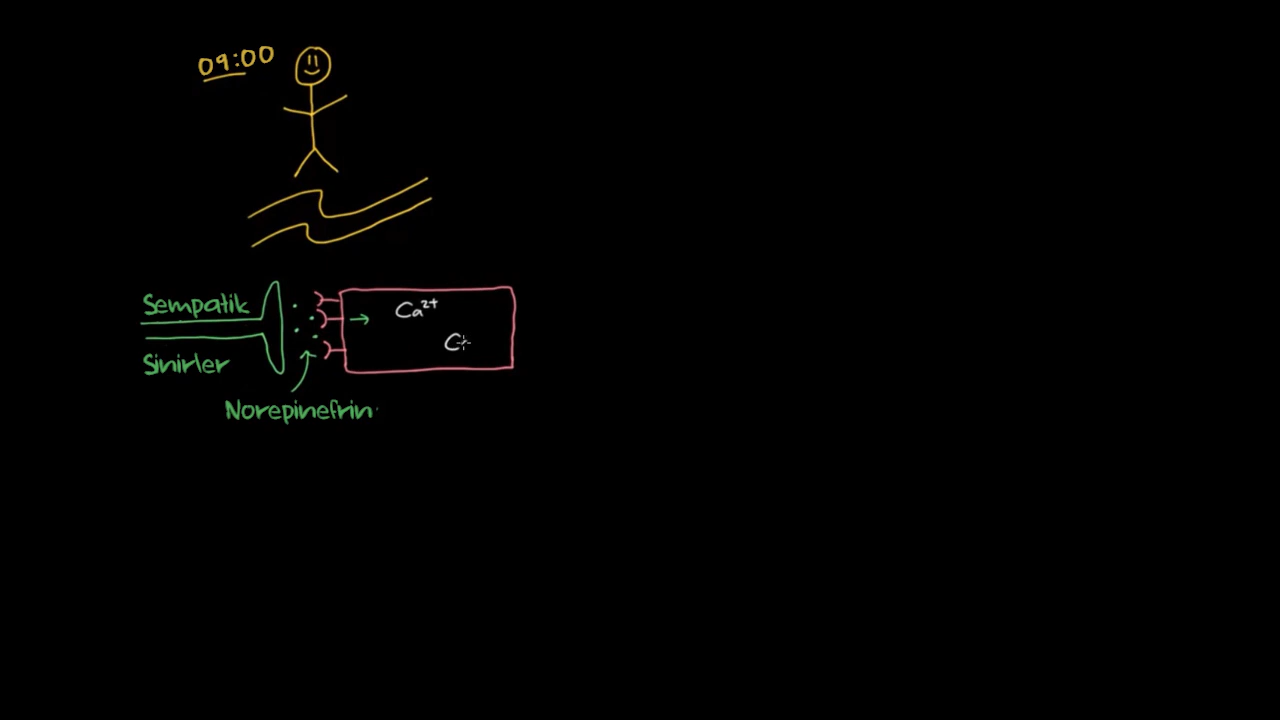 09:00
Sempatik
Sinirler
Norepinefrin
Ca²⁺
C